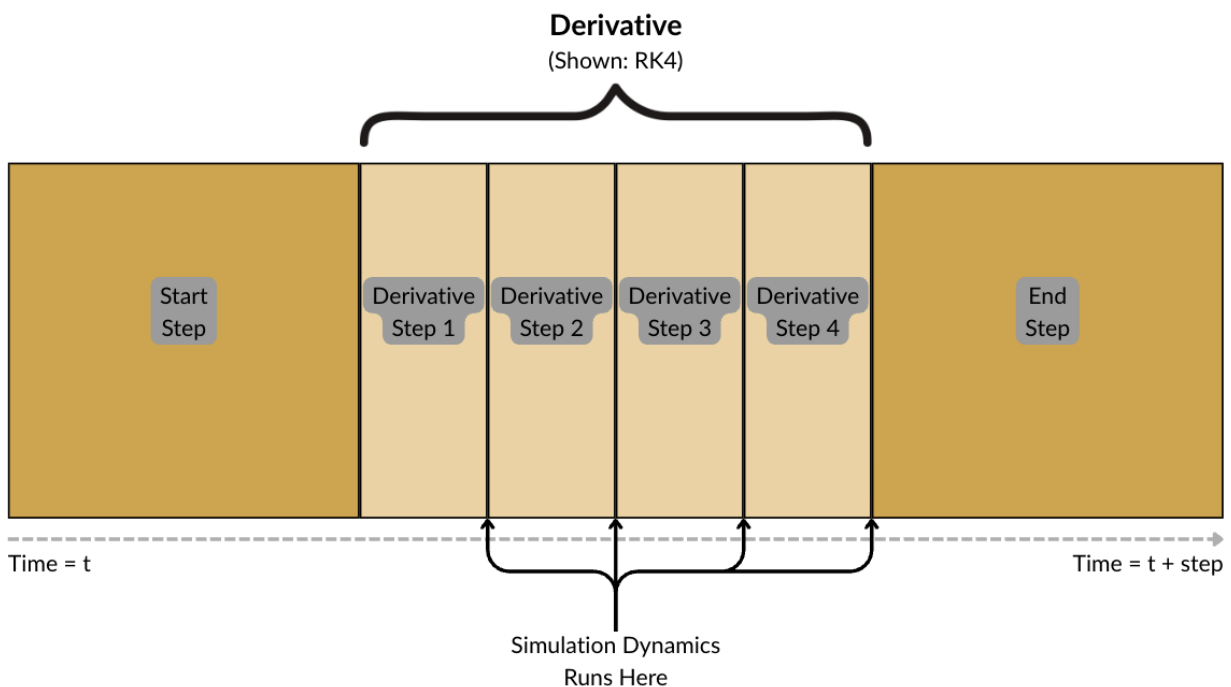 Derivative
(Shown: RK4)
Start
Step
Derivative
Step 1
Derivative
Step 2
Derivative
Step 3
Derivative
Step 4
End
Step
Time = t
Time = t + step
Simulation Dynamics
Runs Here